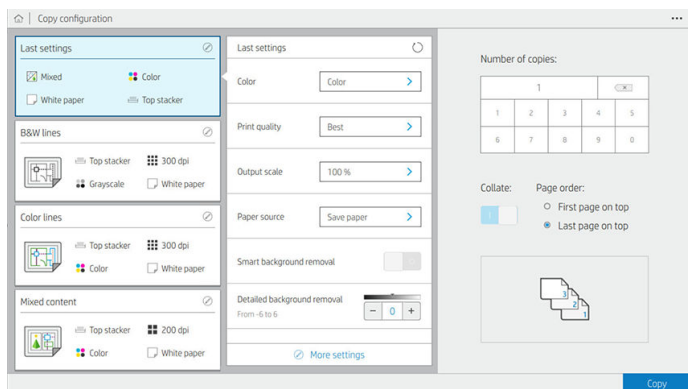 Copy configuration
Last settings
Mixed
Color
White paper
Top stacker
B&W lines
Top stacker
300 dpi
Grayscale
White paper
Color lines
Top stacker
300 dpi
Color
White paper
Mixed content
Top stacker
200 dpi
Color
White paper
Last settings
Color
Color
Print quality
Best
Output scale
100 %
Paper source
Save paper
Smart background removal
Detailed background removal
From -6 to 6
− 0 +
More settings
Number of copies:
1
1 2 3 4 5
6 7 8 9 0
Collate:
Page order:
First page on top
Last page on top
3
2
1
Copy